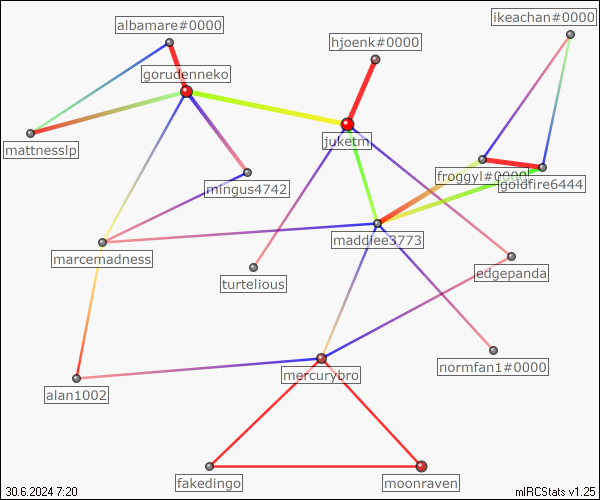 albamare#0000
ikeachan#0000
hjoenk#0000
gorudenneko
juketm
mattnesslp
froggyl#0000
goldfire6444
mingus4742
maddiee3773
marcemadness
edgepanda
turtelious
normfan1#0000
mercurybro
alan1002
fakedingo
moonraven
30.6.2024 7:20
mIRCStats v1.25